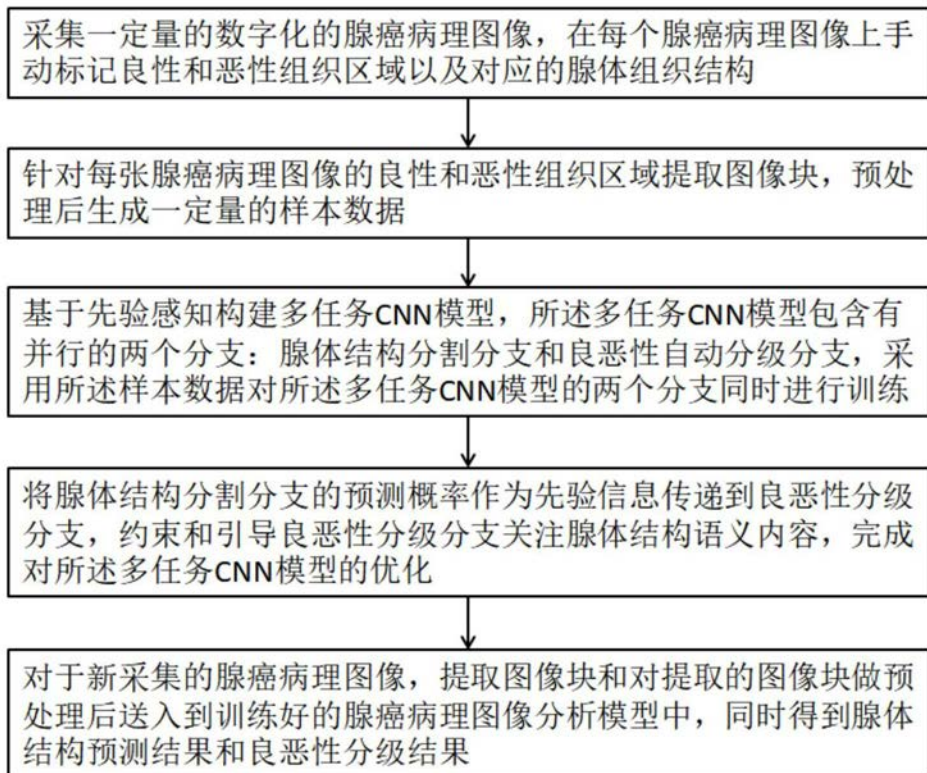 采集一定量的数字化的腺癌病理图像，在每个腺癌病理图像上手
动标记良性和恶性组织区域以及对应的腺体组织结构
针对每张腺癌病理图像的良性和恶性组织区域提取图像块，预处
理后生成一定量的样本数据
基于先验感知构建多任务CNN模型，所述多任务CNN模型包含有
并行的两个分支：腺体结构分割分支和良恶性自动分级分支，采
用所述样本数据对所述多任务CNN模型的两个分支同时进行训练
将腺体结构分割分支的预测概率作为先验信息传递到良恶性分级
分支，约束和引导良恶性分级分支关注腺体结构语义内容，完成
对所述多任务CNN模型的优化
对于新采集的腺癌病理图像，提取图像块和对提取的图像块做预
处理后送入到训练好的腺癌病理图像分析模型中，同时得到腺体
结构预测结果和良恶性分级结果